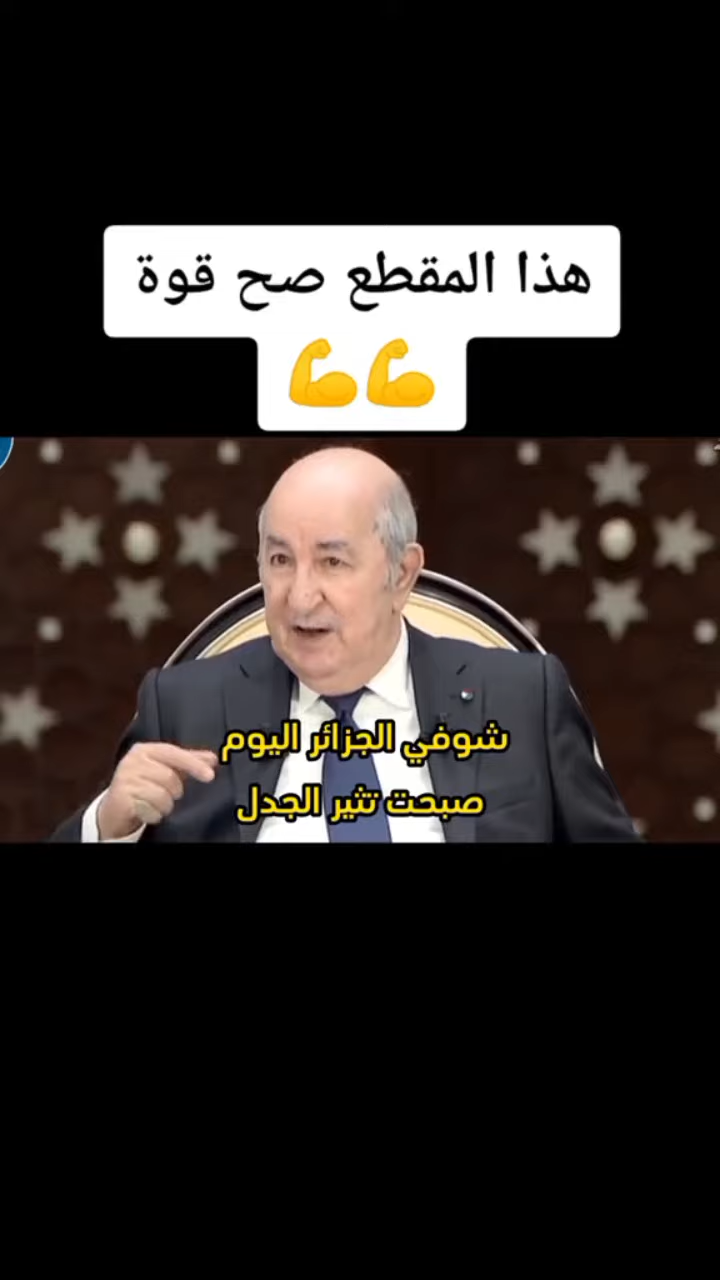 هذا المقطع صح قوة
💪💪
شوفي الجزائر اليوم
صبحت تثير الجدل